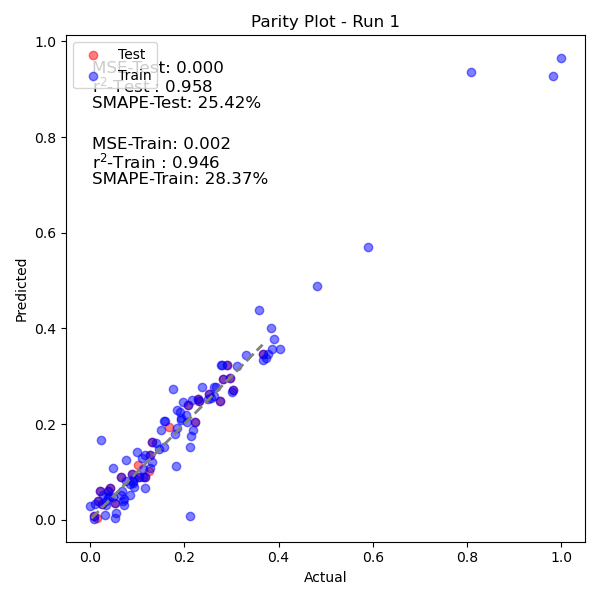 Parity Plot - Run 1
Test
Train
MSE-Test: 0.000
r²-Test : 0.958
SMAPE-Test: 25.42%
MSE-Train: 0.002
r²-Train : 0.946
SMAPE-Train: 28.37%
Predicted
1.0
0.8
0.6
0.4
0.2
0.0
0.0 0.2 0.4 0.6 0.8 1.0
Actual